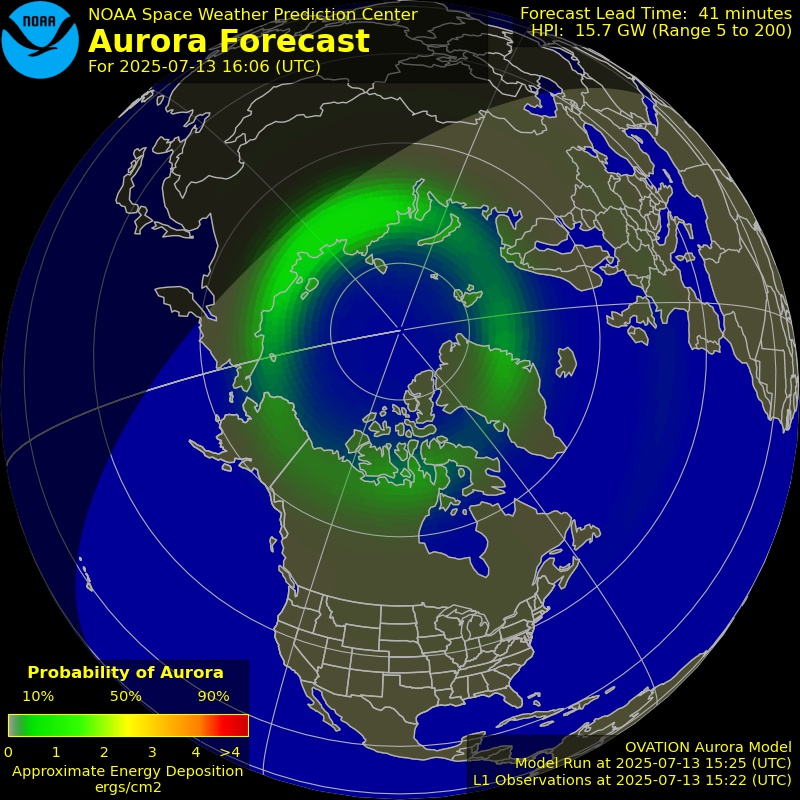 NOAA
NOAA Space Weather Prediction Center
Aurora Forecast
For 2025-07-13 16:06 (UTC)
Forecast Lead Time: 41 minutes
HPI: 15.7 GW (Range 5 to 200)
Probability of Aurora
10% 50% 90%
0 1 2 3 4 >4
Approximate Energy Deposition
ergs/cm2
OVATION Aurora Model
Model Run at 2025-07-13 15:25 (UTC)
L1 Observations at 2025-07-13 15:22 (UTC)